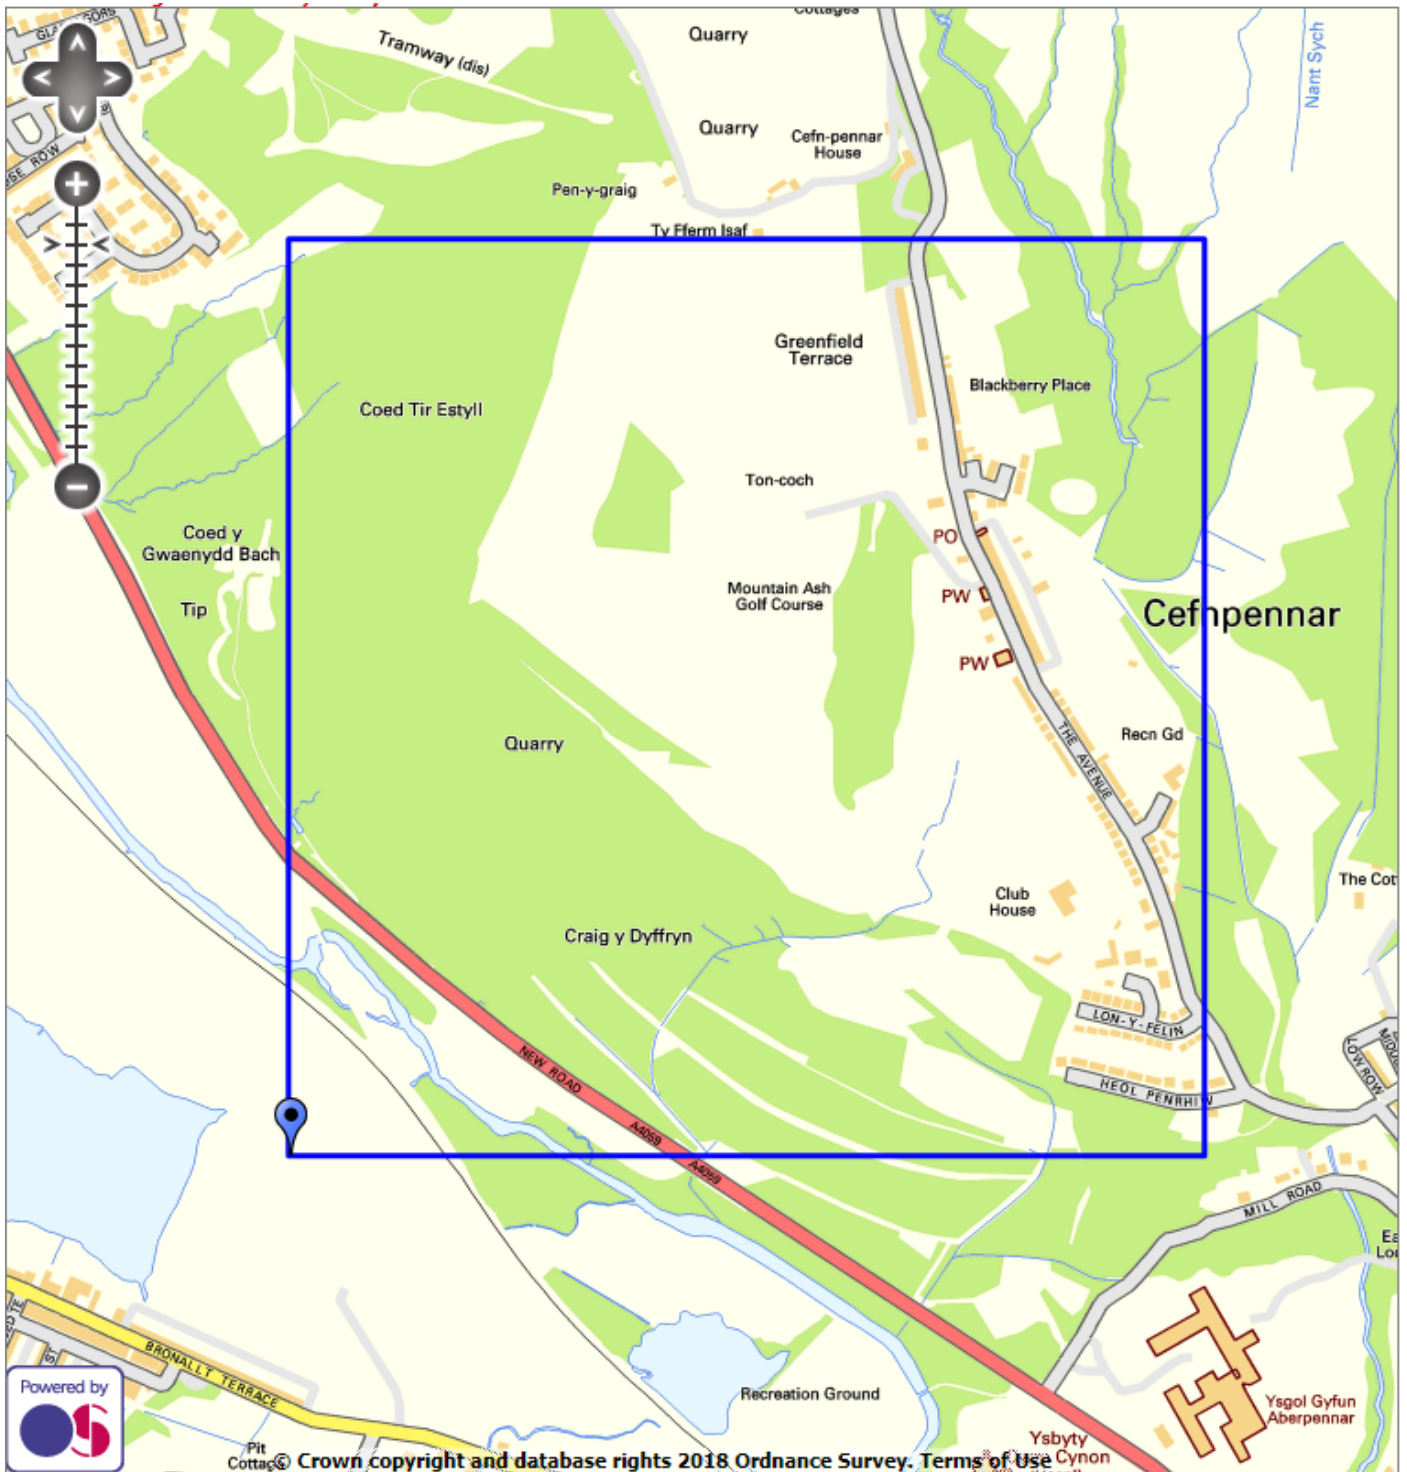 Cottages
Quarry
Tramway (dis)
Nant Sych
Quarry
Cefn-pennar
House
Pen-y-graig
Ty Fferm Isaf
Greenfield
Terrace
Blackberry Place
Coed Tir Estyll
Ton-coch
Coed y
Gwaenydd Bach
PO
Mountain Ash
Golf Course
PW
Tip
Cefnpennar
PW
Quarry
THE AVENUE
Recn Gd
The Cot
Club
House
Craig y Dyffryn
LON-Y-FELIN
LOW ROW
NEW ROAD
HEOL PENRHIW
A4059
A4059
MILL ROAD
BRONALLT TERRACE
Powered by
OS
Recreation Ground
Ysgol Gyfun
Aberpennar
Pit
Cottage
Ysbyty
Cynon
© Crown copyright and database rights 2018 Ordnance Survey. Terms of Use